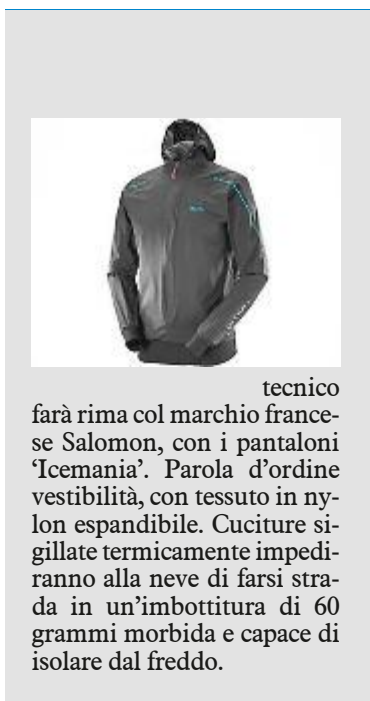 tecnico
farà rima col marchio france-
se Salomon, con i pantaloni
‘Icemania’. Parola d’ordine
vestibilità, con tessuto in ny-
lon espandibile. Cuciture si-
gillate termicamente impedi-
ranno alla neve di farsi stra-
da in un’imbottitura di 60
grammi morbida e capace di
isolare dal freddo.